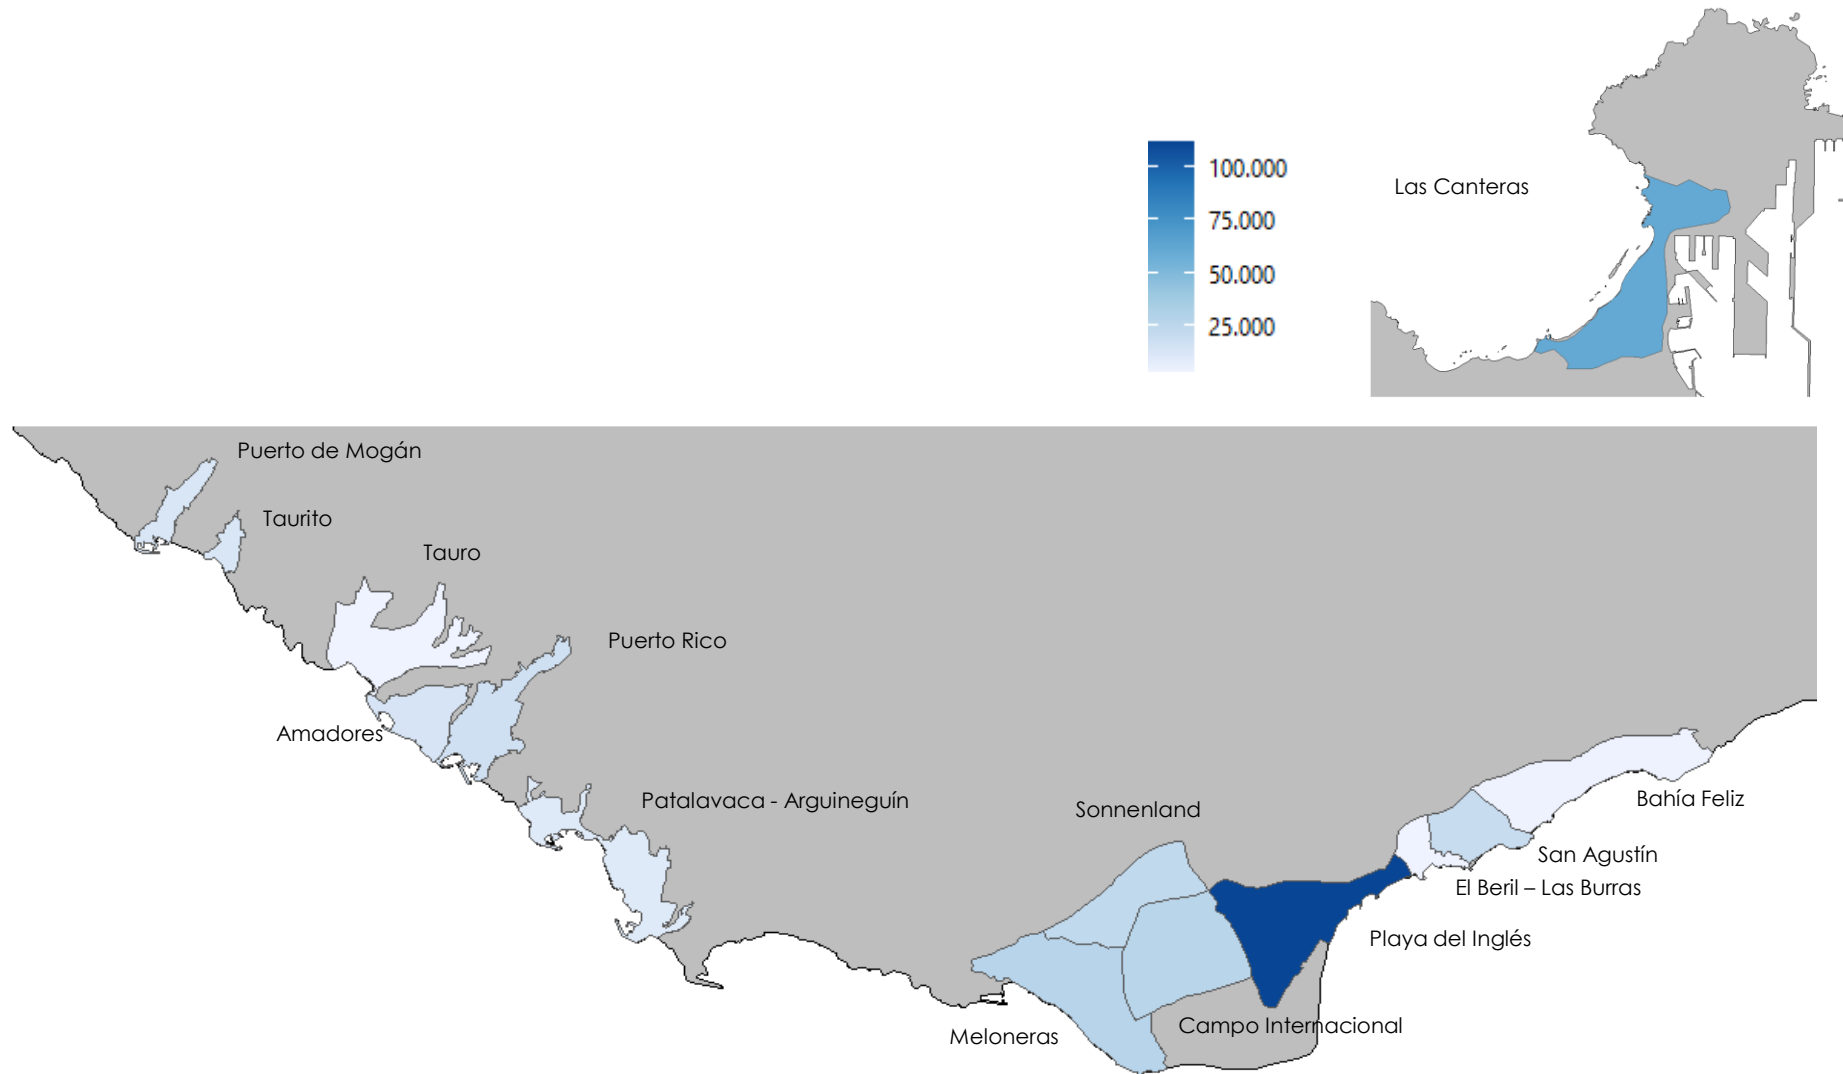 100.000
75.000
50.000
25.000
Las Canteras
Puerto de Mogán
Taurito
Tauro
Puerto Rico
Amadores
Patalavaca - Arguineguín
Sonnenland
Bahía Feliz
San Agustín
El Beril – Las Burras
Playa del Inglés
Campo Internacional
Meloneras